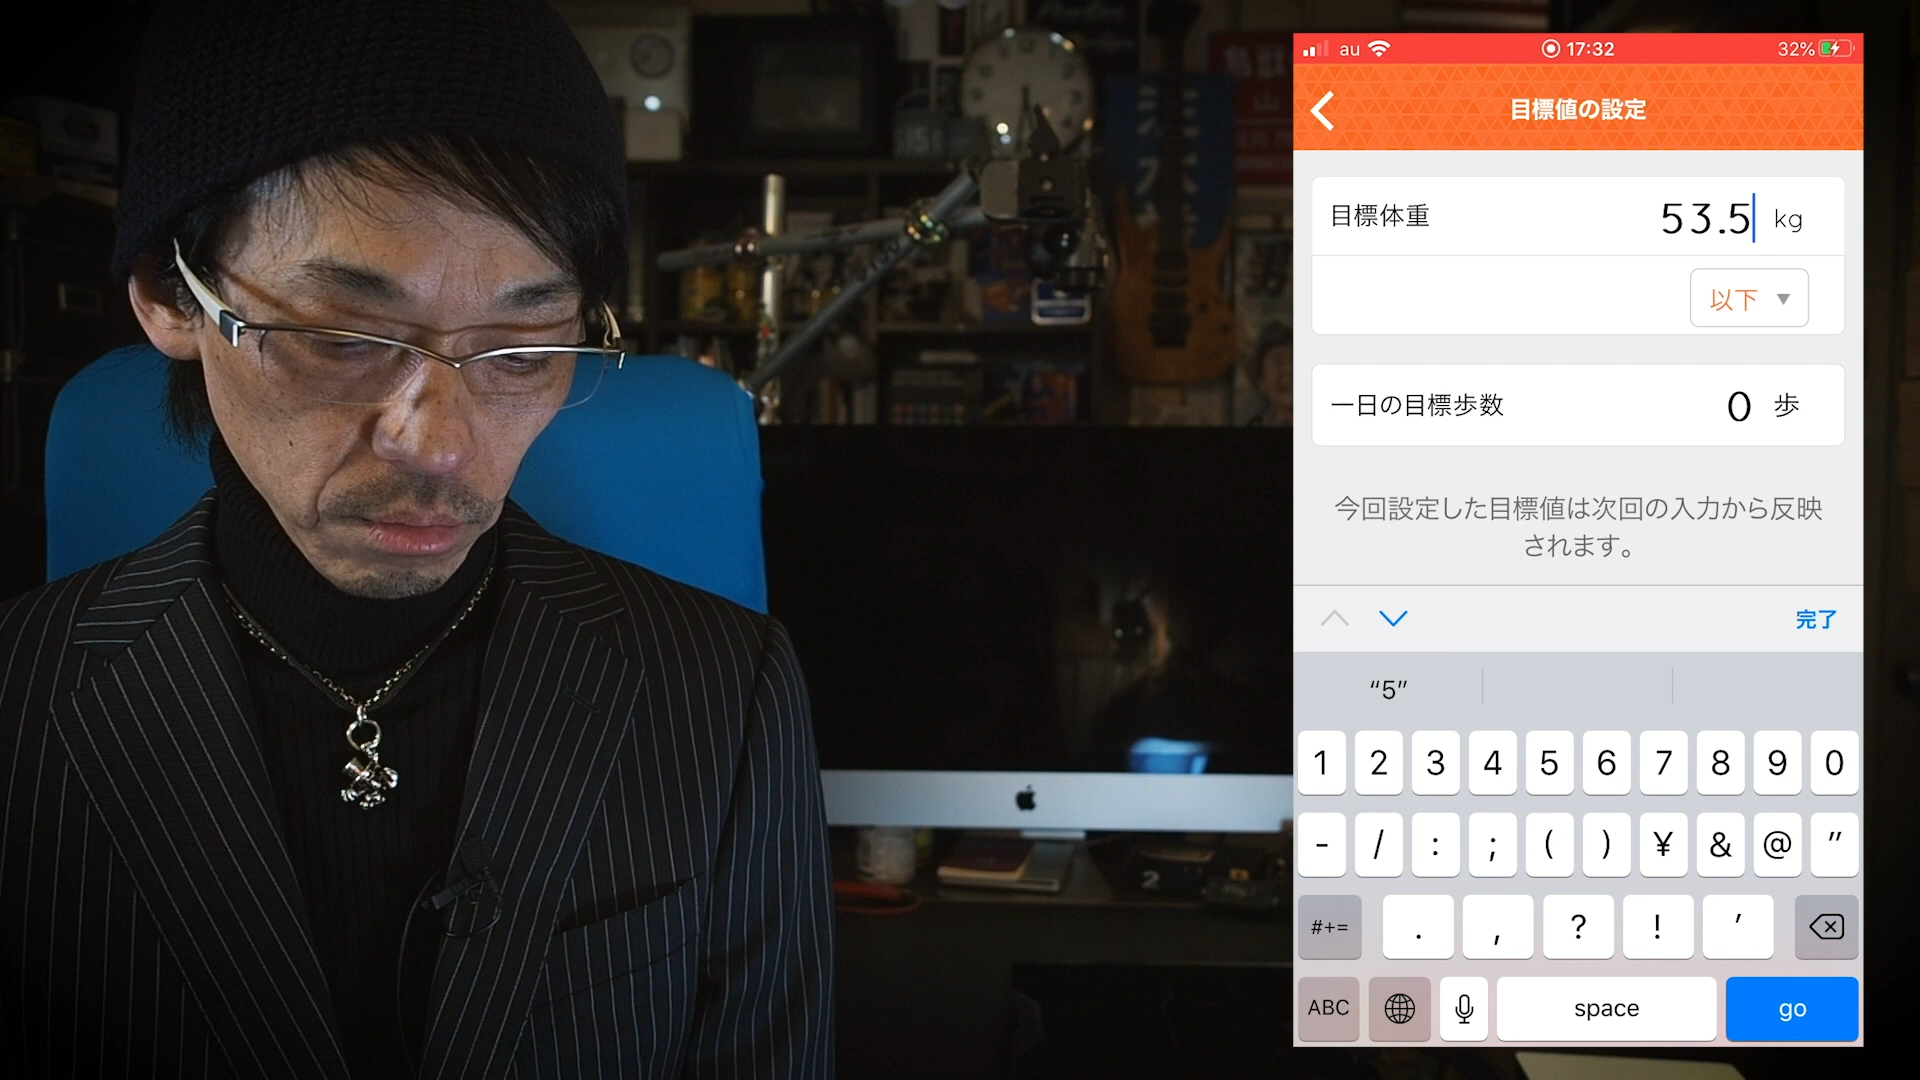 au 17:32 32%
目標値の設定
目標体重 53.5 kg
以下 ▼
一日の目標歩数 0 歩
今回設定した目標値は次回の入力から反映
されます。
完了
“5”
1 2 3 4 5 6 7 8 9 0
- / : ; ( ) ¥ & @ ”
#+= . , ? ! ’
ABC space go
2